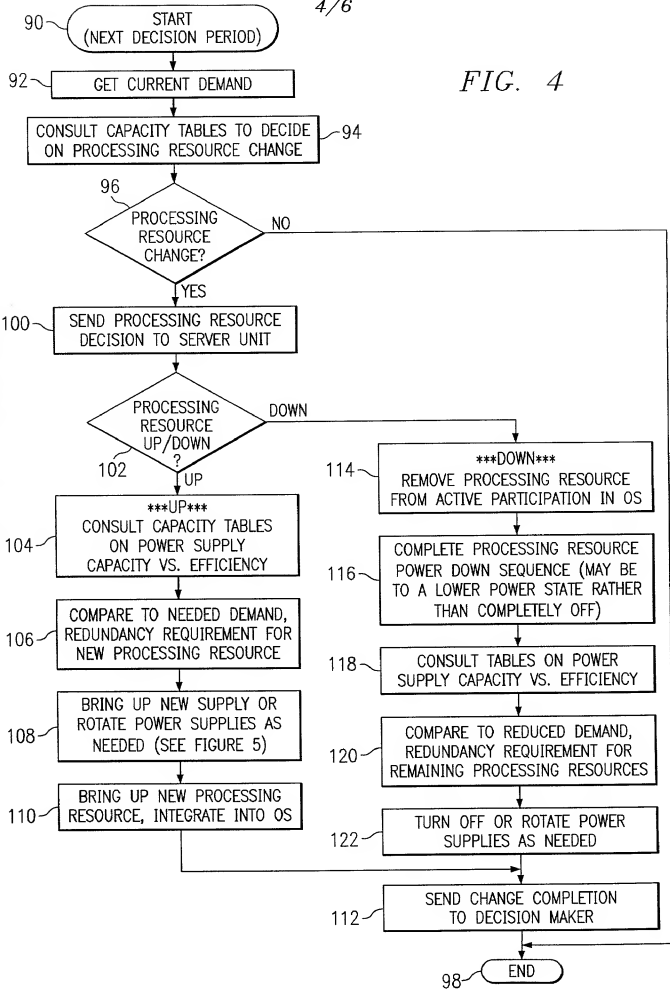 4/6
FIG. 4
90
START
(NEXT DECISION PERIOD)
92
GET CURRENT DEMAND
CONSULT CAPACITY TABLES TO DECIDE
ON PROCESSING RESOURCE CHANGE
94
96
PROCESSING
RESOURCE
CHANGE?
NO
YES
100
SEND PROCESSING RESOURCE
DECISION TO SERVER UNIT
PROCESSING
RESOURCE
UP/DOWN
?
102
DOWN
UP
104
***UP***
CONSULT CAPACITY TABLES
ON POWER SUPPLY
CAPACITY VS. EFFICIENCY
106
COMPARE TO NEEDED DEMAND,
REDUNDANCY REQUIREMENT FOR
NEW PROCESSING RESOURCE
108
BRING UP NEW SUPPLY OR
ROTATE POWER SUPPLIES AS
NEEDED (SEE FIGURE 5)
110
BRING UP NEW PROCESSING
RESOURCE, INTEGRATE INTO OS
114
***DOWN***
REMOVE PROCESSING RESOURCE
FROM ACTIVE PARTICIPATION IN OS
116
COMPLETE PROCESSING RESOURCE
POWER DOWN SEQUENCE (MAY BE
TO A LOWER POWER STATE RATHER
THAN COMPLETELY OFF)
118
CONSULT TABLES ON POWER
SUPPLY CAPACITY VS. EFFICIENCY
120
COMPARE TO REDUCED DEMAND,
REDUNDANCY REQUIREMENT FOR
REMAINING PROCESSING RESOURCES
122
TURN OFF OR ROTATE POWER
SUPPLIES AS NEEDED
112
SEND CHANGE COMPLETION
TO DECISION MAKER
98
END